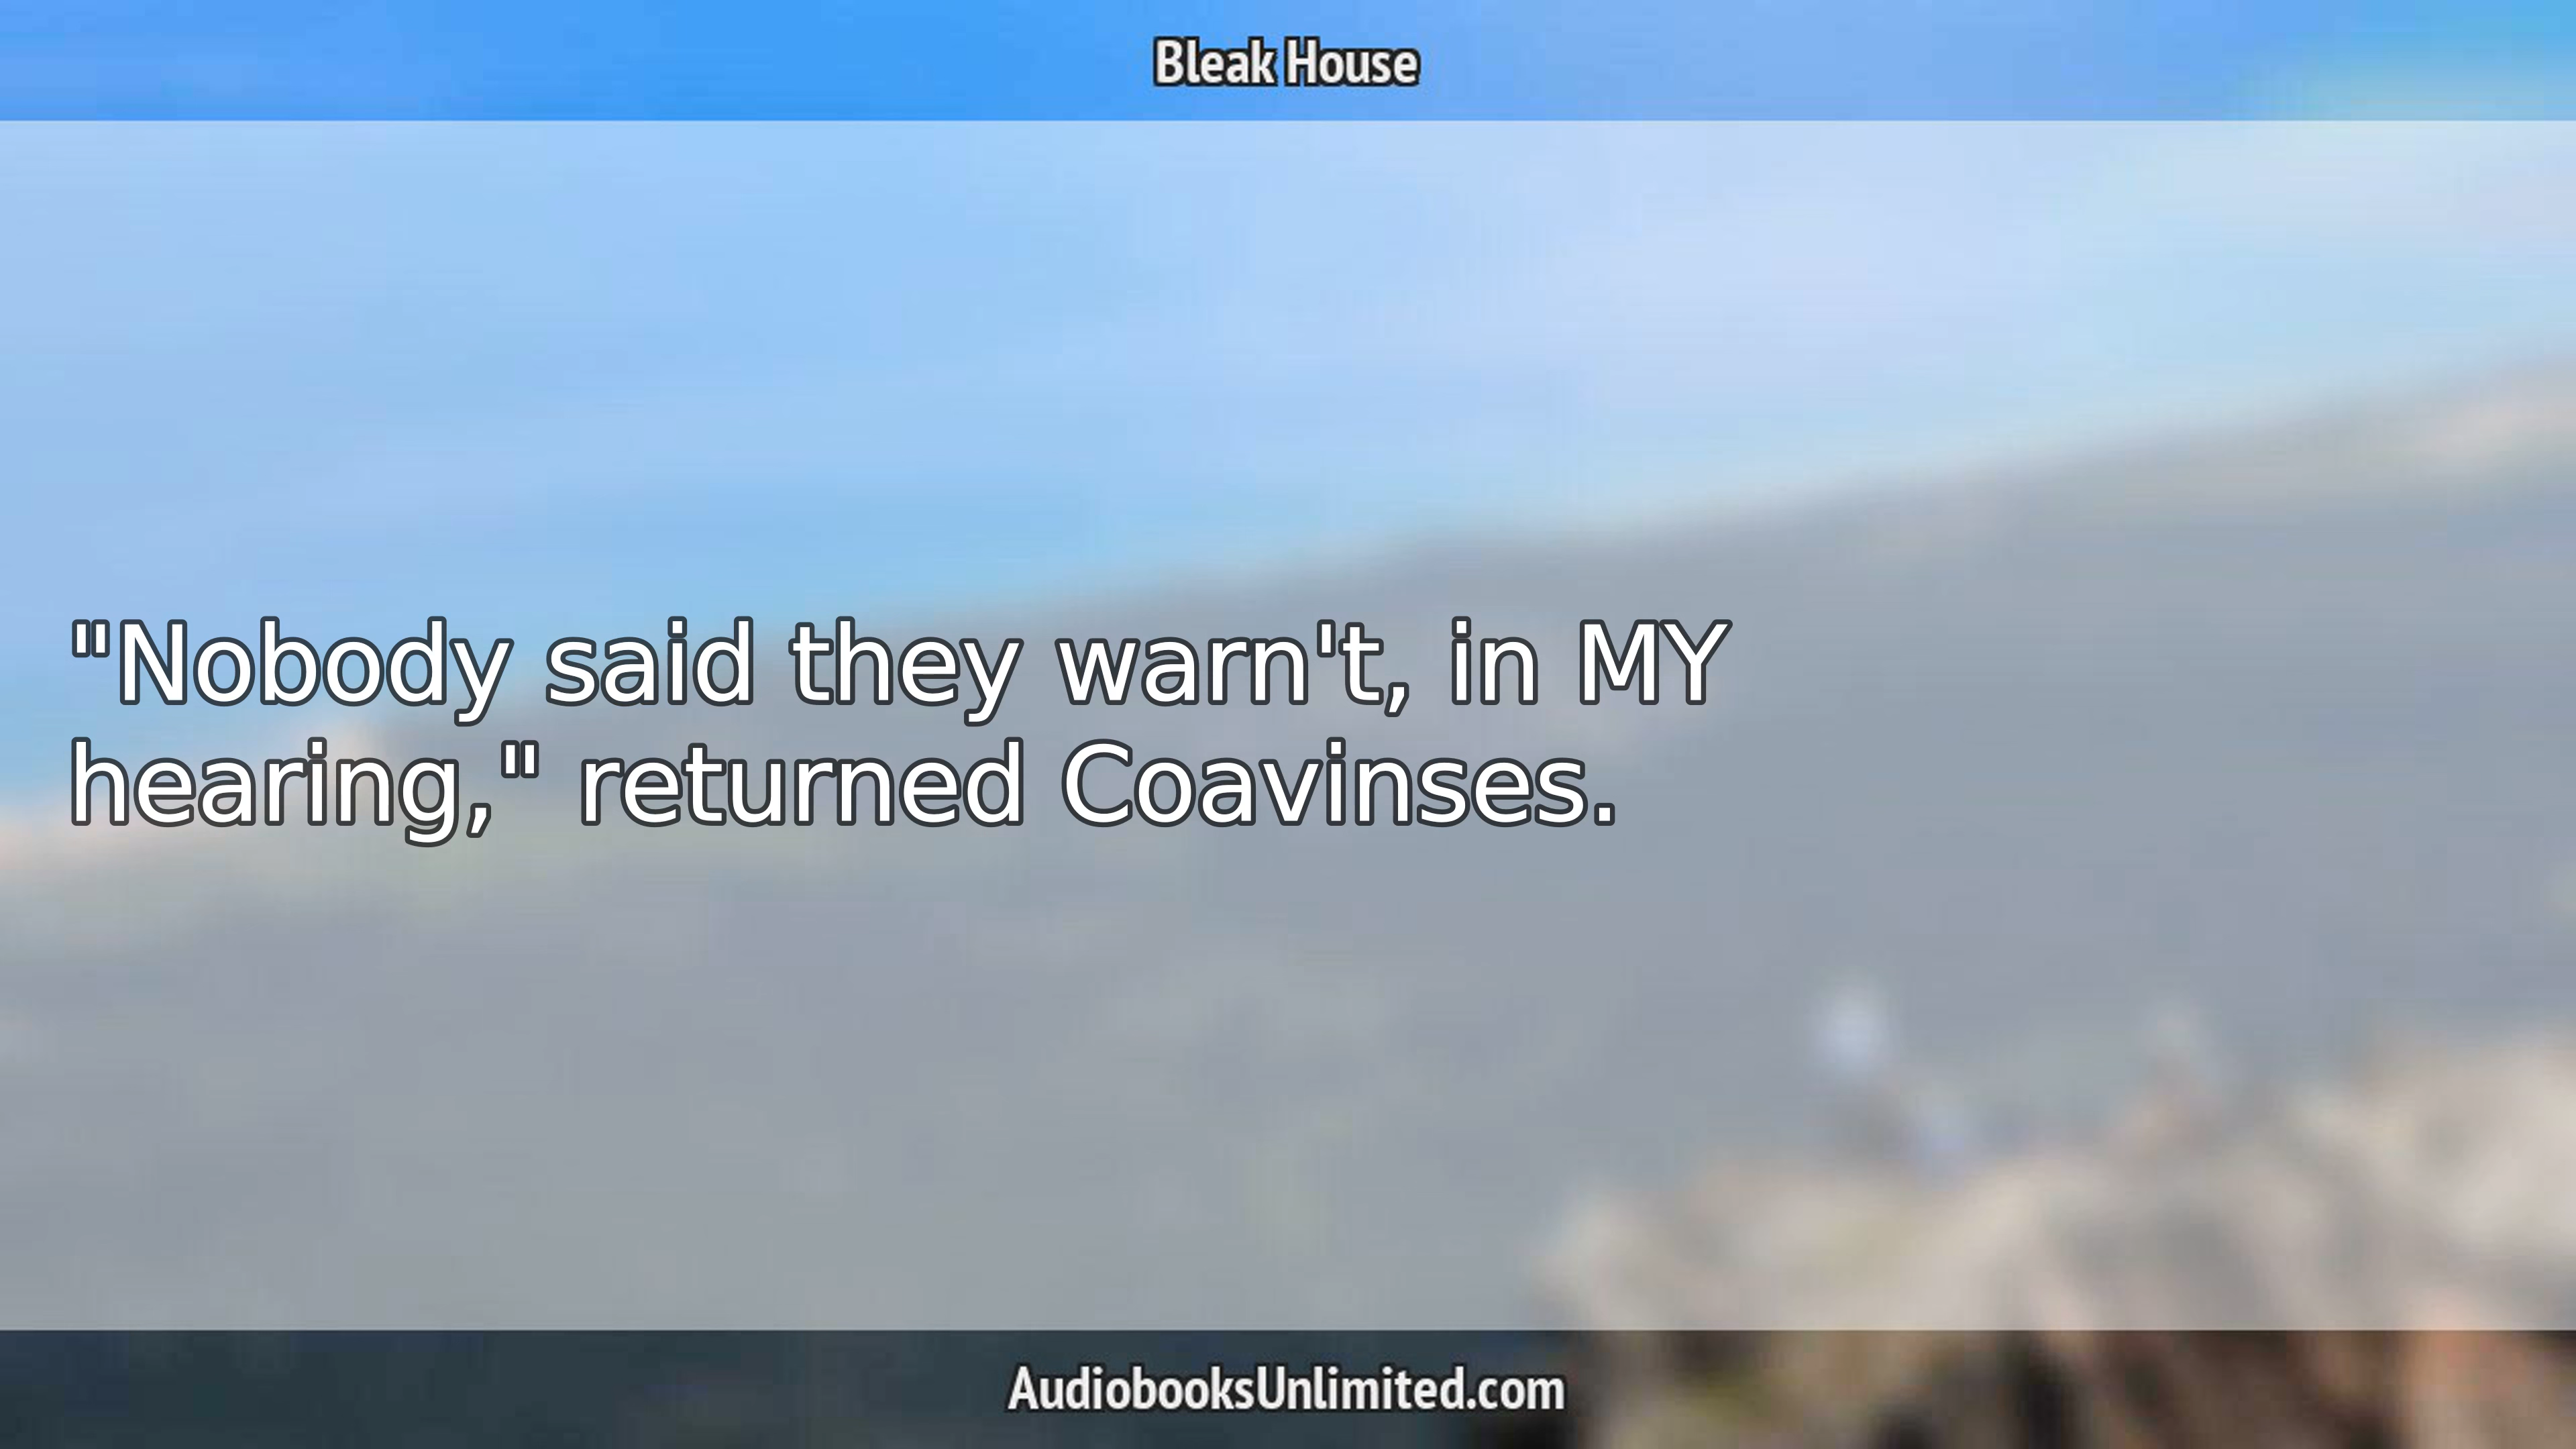 Bleak House
"Nobody said they warn't, in MY
hearing," returned Coavinses.
AudiobooksUnlimited.com